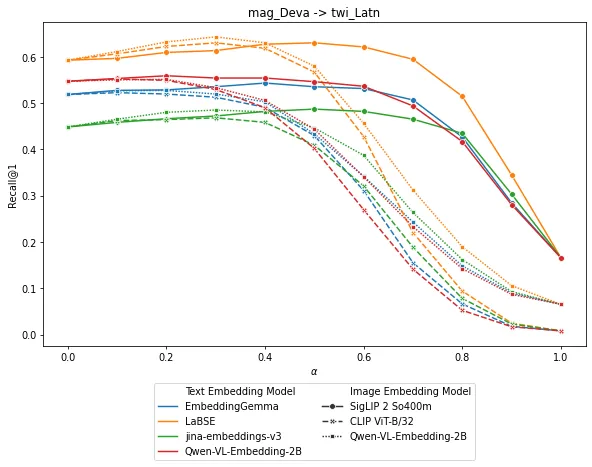 mag_Deva -> twi_Latn
Recall@1
0.6
0.5
0.4
0.3
0.2
0.1
0.0
0.0 0.2 0.4 0.6 0.8 1.0
α
Text Embedding Model Image Embedding Model
EmbeddingGemma SigLIP 2 So400m
LaBSE CLIP ViT-B/32
jina-embeddings-v3 Qwen-VL-Embedding-2B
Qwen-VL-Embedding-2B